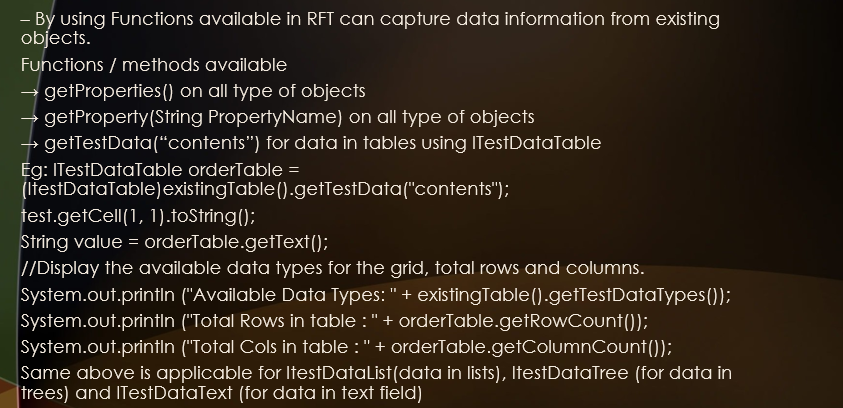 – By using Functions available in RFT can capture data information from existing
objects.
Functions / methods available
→ getProperties() on all type of objects
→ getProperty(String PropertyName) on all type of objects
→ getTestData(“contents”) for data in tables using ITestDataTable
Eg: ITestDataTable orderTable =
(ItestDataTable)existingTable().getTestData("contents");
test.getCell(1, 1).toString();
String value = orderTable.getText();
//Display the available data types for the grid, total rows and columns.
System.out.println ("Available Data Types: " + existingTable().getTestDataTypes());
System.out.println ("Total Rows in table : " + orderTable.getRowCount());
System.out.println ("Total Cols in table : " + orderTable.getColumnCount());
Same above is applicable for ItestDataList(data in lists), ItestDataTree (for data in
trees) and ITestDataText (for data in text field)